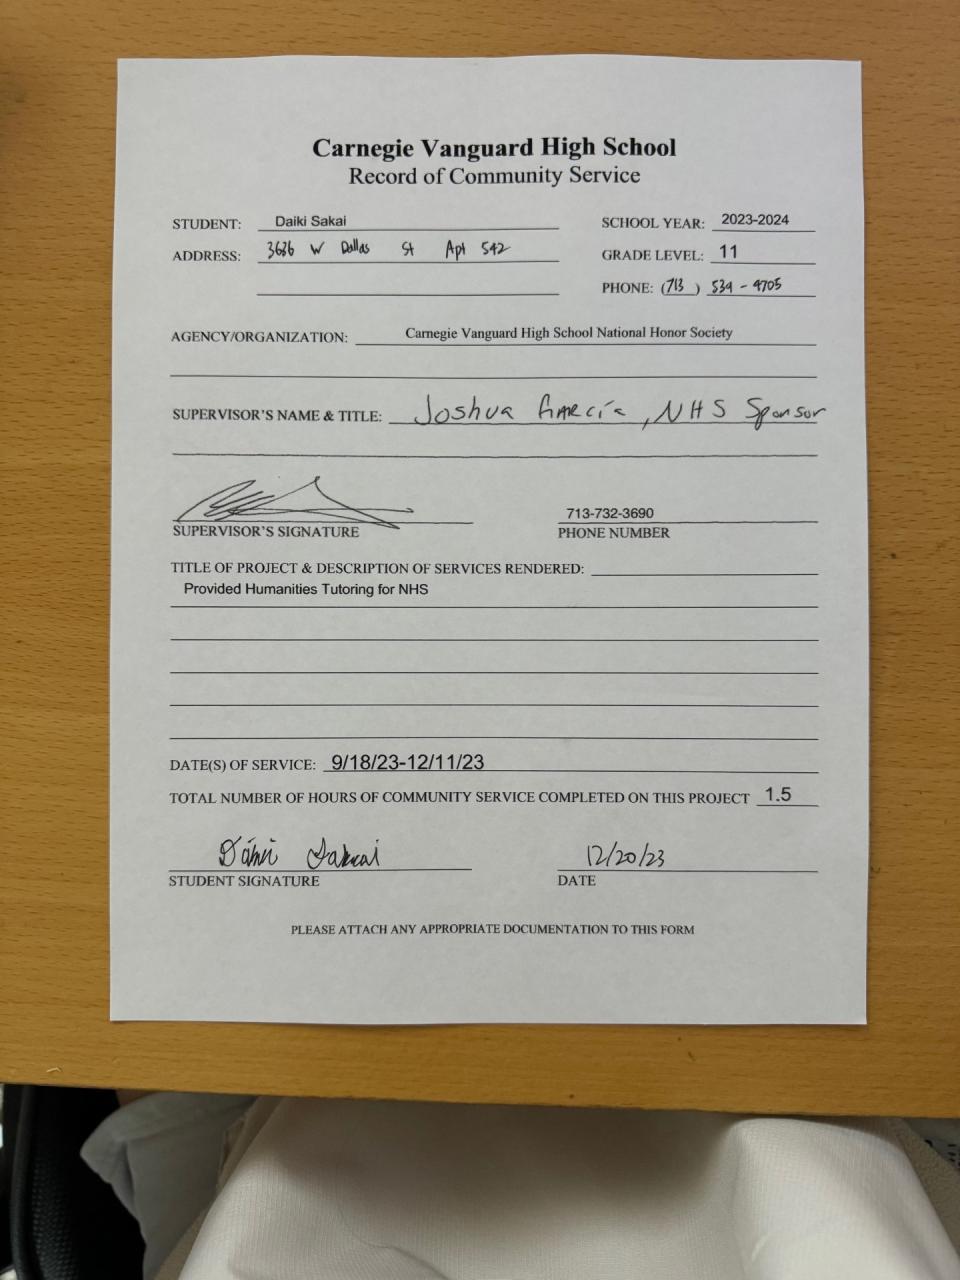 Carnegie Vanguard High School
Record of Community Service
STUDENT: Daiki Sakai
SCHOOL YEAR: 2023-2024
ADDRESS: 3636 W Dallas St Apt 542
GRADE LEVEL: 11
PHONE: (713) 534-4705
AGENCY/ORGANIZATION: Carnegie Vanguard High School National Honor Society
SUPERVISOR'S NAME & TITLE: Joshua Garcia, NHS Sponsor
713-732-3690
SUPERVISOR'S SIGNATURE
PHONE NUMBER
TITLE OF PROJECT & DESCRIPTION OF SERVICES RENDERED:
Provided Humanities Tutoring for NHS
DATE(S) OF SERVICE: 9/18/23-12/11/23
TOTAL NUMBER OF HOURS OF COMMUNITY SERVICE COMPLETED ON THIS PROJECT 1.5
Daiki Sakai
12/20/23
STUDENT SIGNATURE
DATE
PLEASE ATTACH ANY APPROPRIATE DOCUMENTATION TO THIS FORM